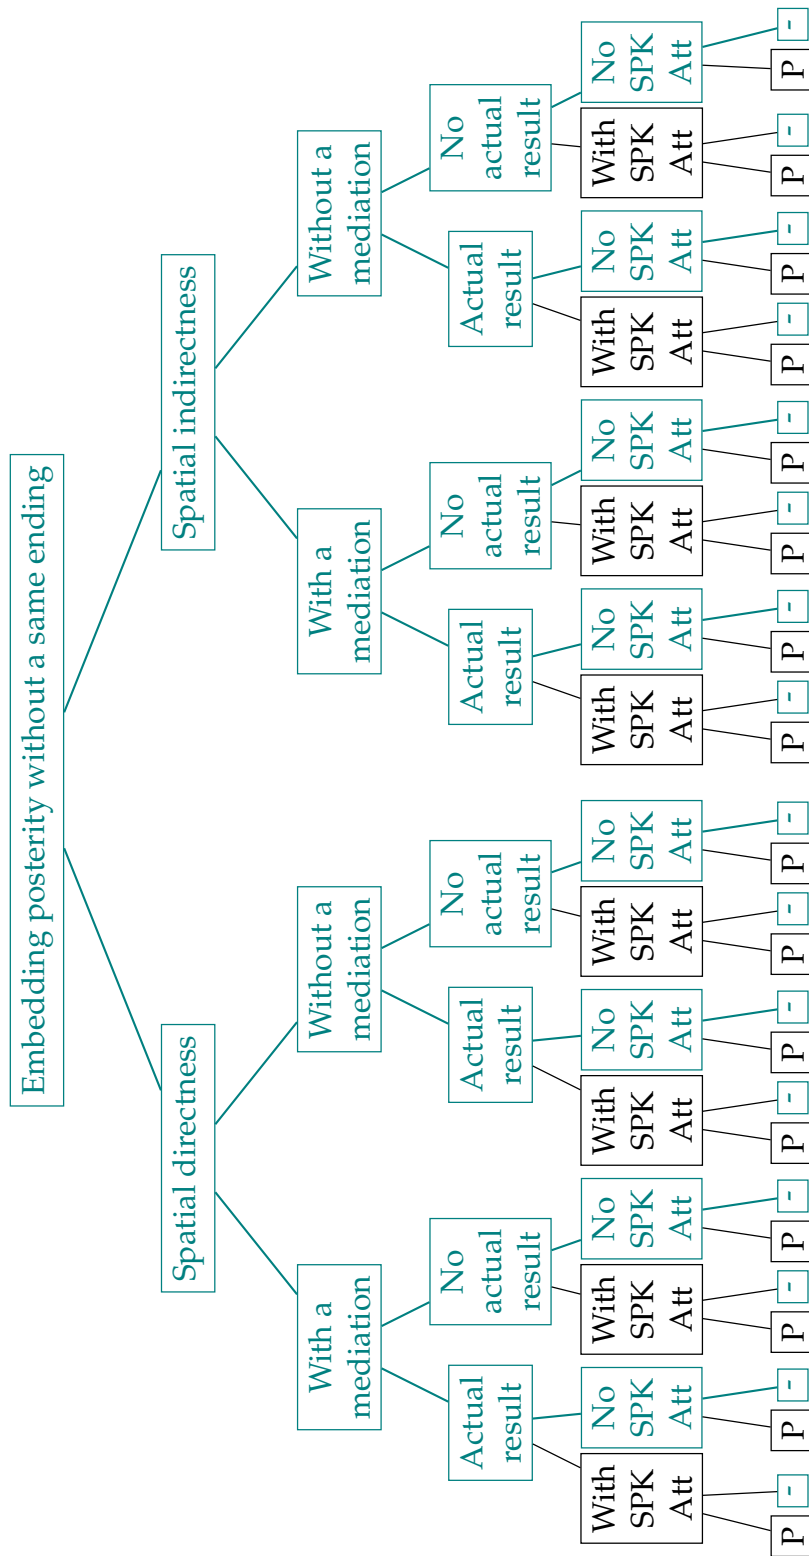 Embedding posterity without a same ending
Spatial directness
Spatial indirectness
With a
mediation
Without a
mediation
With a
mediation
Without a
mediation
Actual
result
No
actual
result
Actual
result
No
actual
result
Actual
result
No
actual
result
Actual
result
No
actual
result
With
SPK
Att
No
SPK
Att
With
SPK
Att
No
SPK
Att
With
SPK
Att
No
SPK
Att
With
SPK
Att
No
SPK
Att
With
SPK
Att
No
SPK
Att
With
SPK
Att
No
SPK
Att
With
SPK
Att
No
SPK
Att
With
SPK
Att
No
SPK
Att
P
-
P
-
P
-
P
-
P
-
P
-
P
-
P
-
P
-
P
-
P
-
P
-
P
-
P
-
P
-
P
-